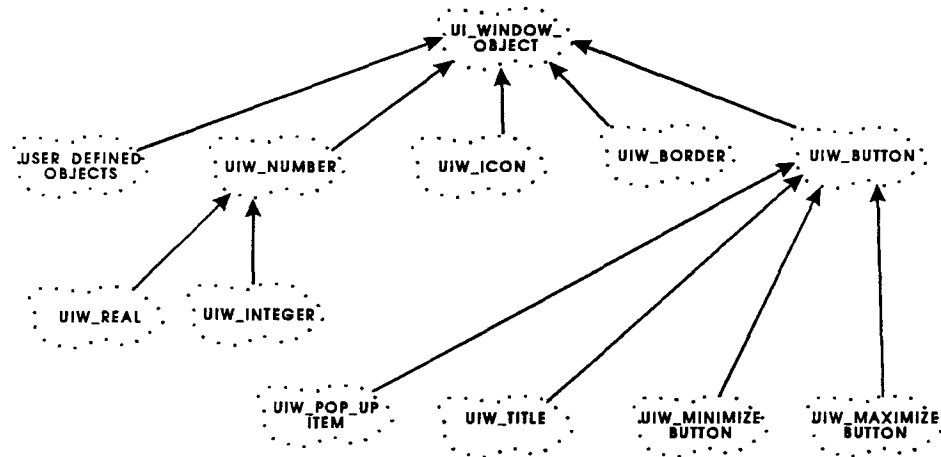 UI_WINDOW_
OBJECT
USER DEFINED
OBJECTS
UIW_NUMBER
UIW_ICON
UIW_BORDER
UIW_BUTTON
UIW_REAL
UIW_INTEGER
UIW_POP_UP
ITEM
UIW_TITLE
UIW_MINIMIZE
BUTTON
UIW_MAXIMIZE
BUTTON